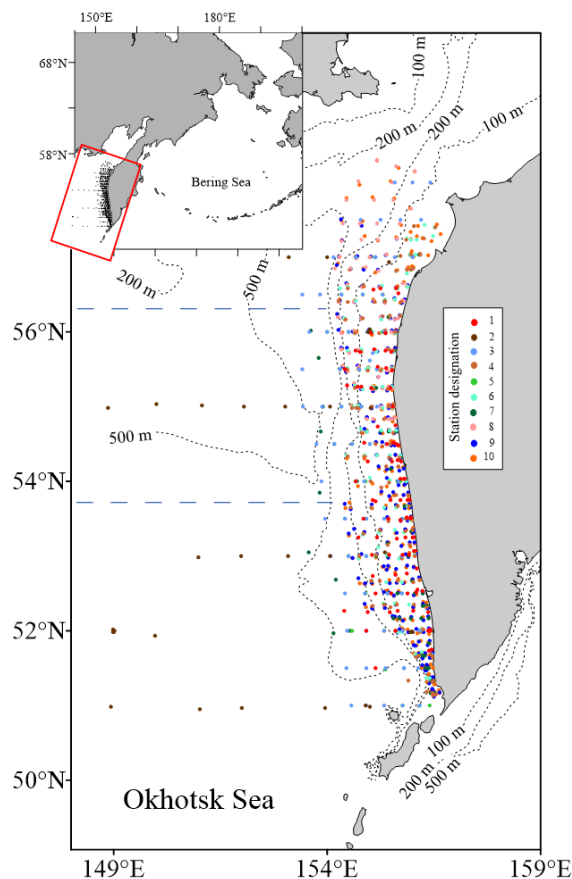 150°E 180°E
68°N
58°N
Bering Sea
100 m
200 m
200 m
100 m
200 m
500 m
56°N
500 m
54°N
52°N
50°N
Station designation
1
2
3
4
5
6
7
8
9
10
100 m
200 m
500 m
Okhotsk Sea
149°E 154°E 159°E